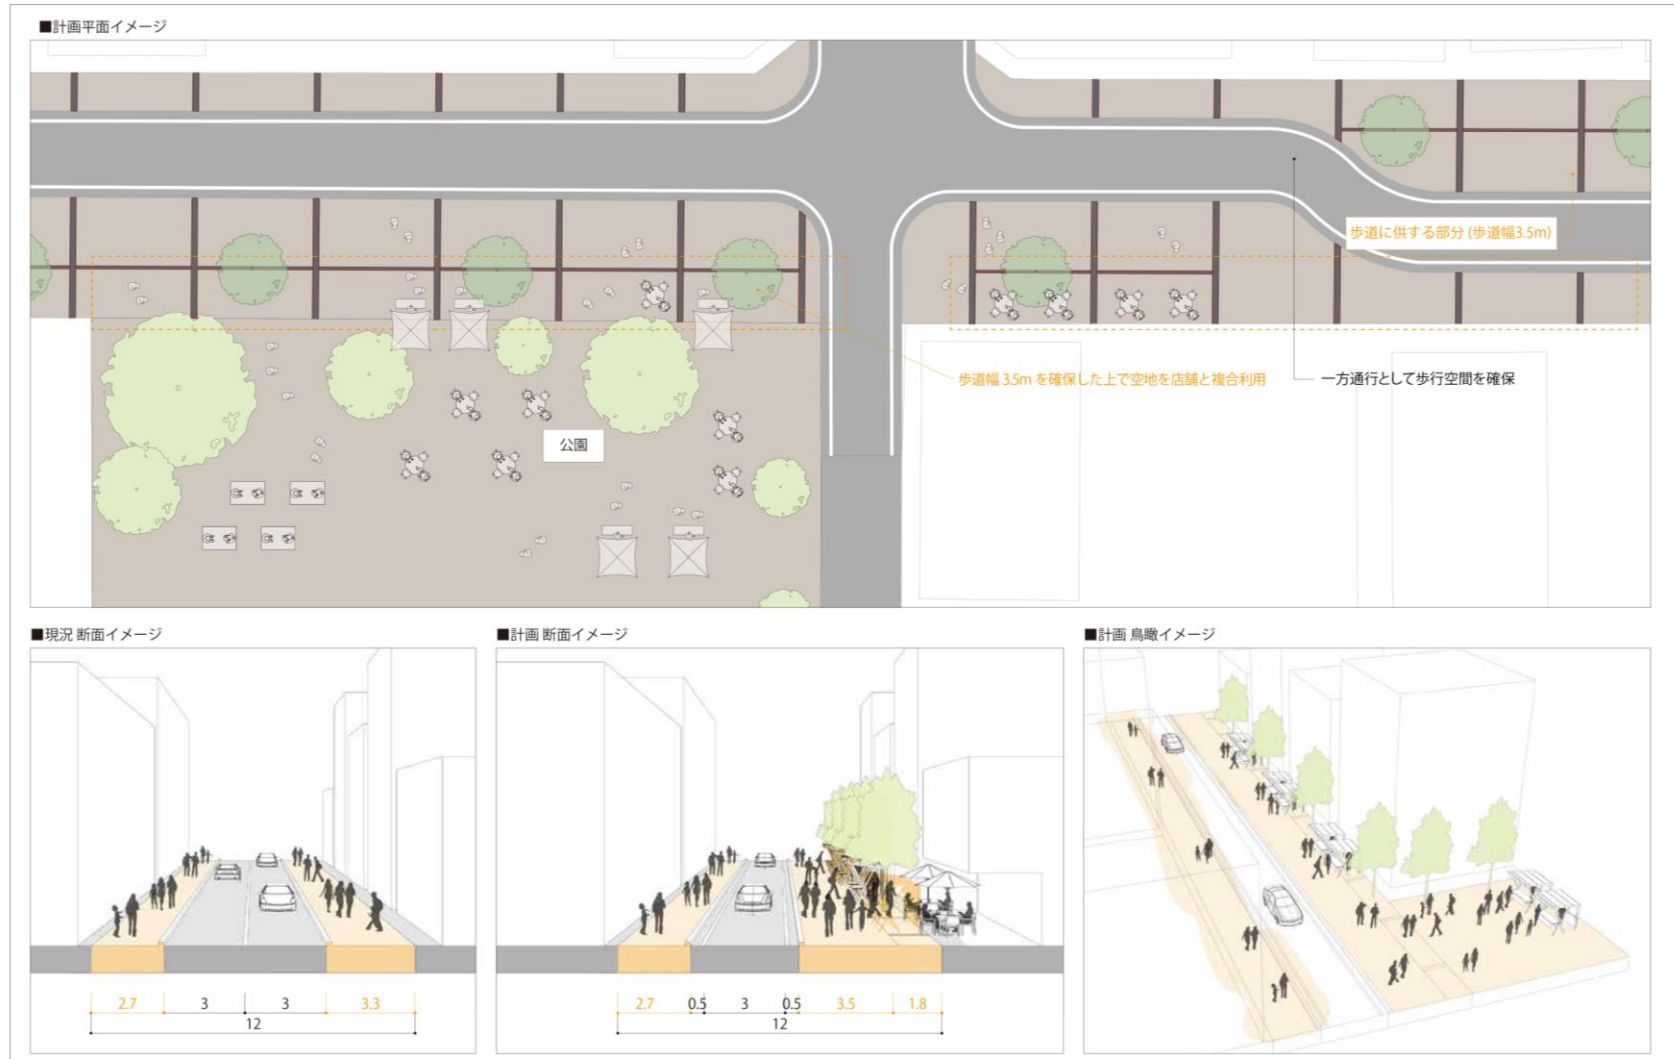 ■計画平面イメージ
歩道に供する部分 (歩道幅3.5m)
歩道幅 3.5m を確保した上で空地を店舗と複合利用
一方通行として歩行空間を確保
公園
■現況 断面イメージ
2.7 3 3 3.3
12
■計画 断面イメージ
2.7 0.5 3 0.5 3.5 1.8
12
■計画 鳥瞰イメージ